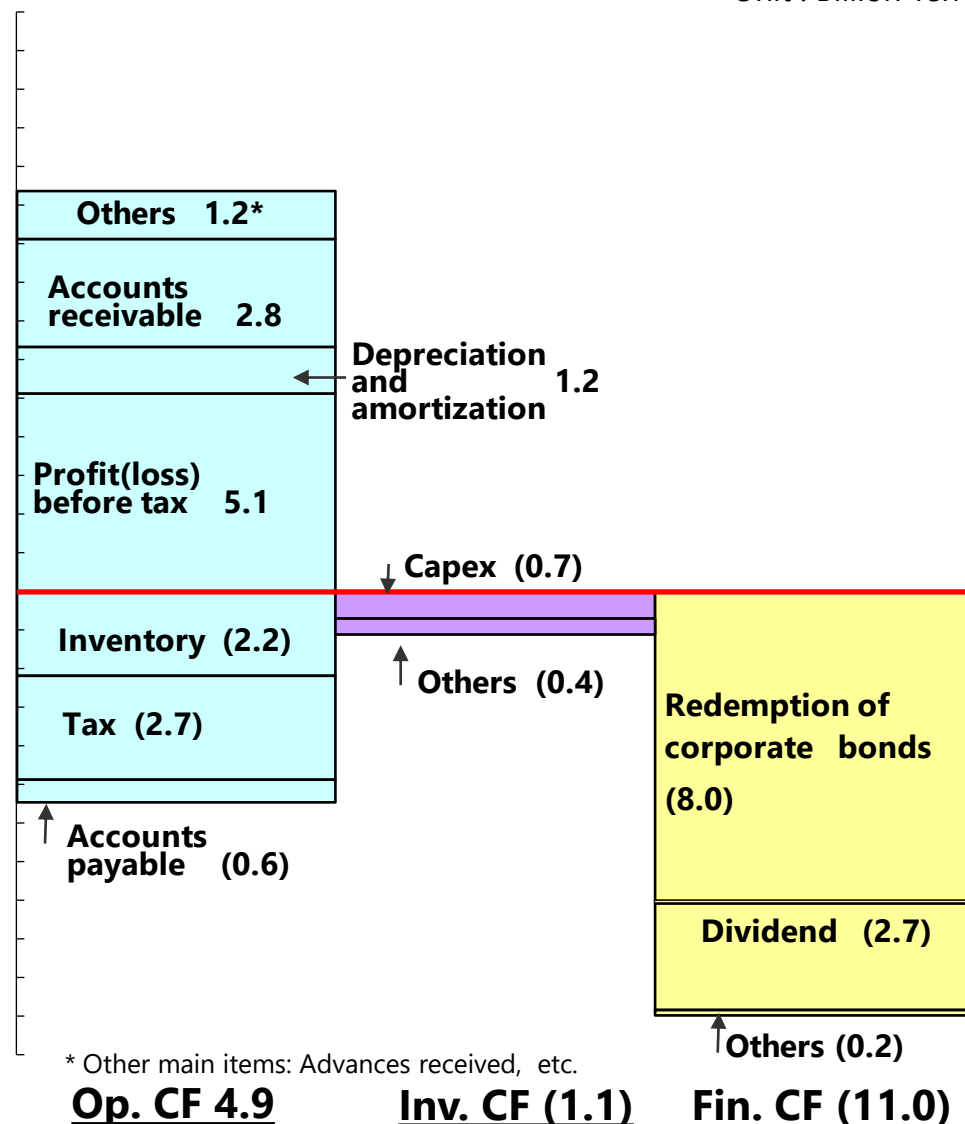 Others 1.2*
Accounts
receivable 2.8
Depreciation
and 1.2
amortization
Profit(loss)
before tax 5.1
Capex (0.7)
Inventory (2.2)
Others (0.4)
Tax (2.7)
Redemption of
corporate bonds
(8.0)
Accounts
payable (0.6)
Dividend (2.7)
Others (0.2)
* Other main items: Advances received, etc.
Op. CF 4.9 Inv. CF (1.1) Fin. CF (11.0)